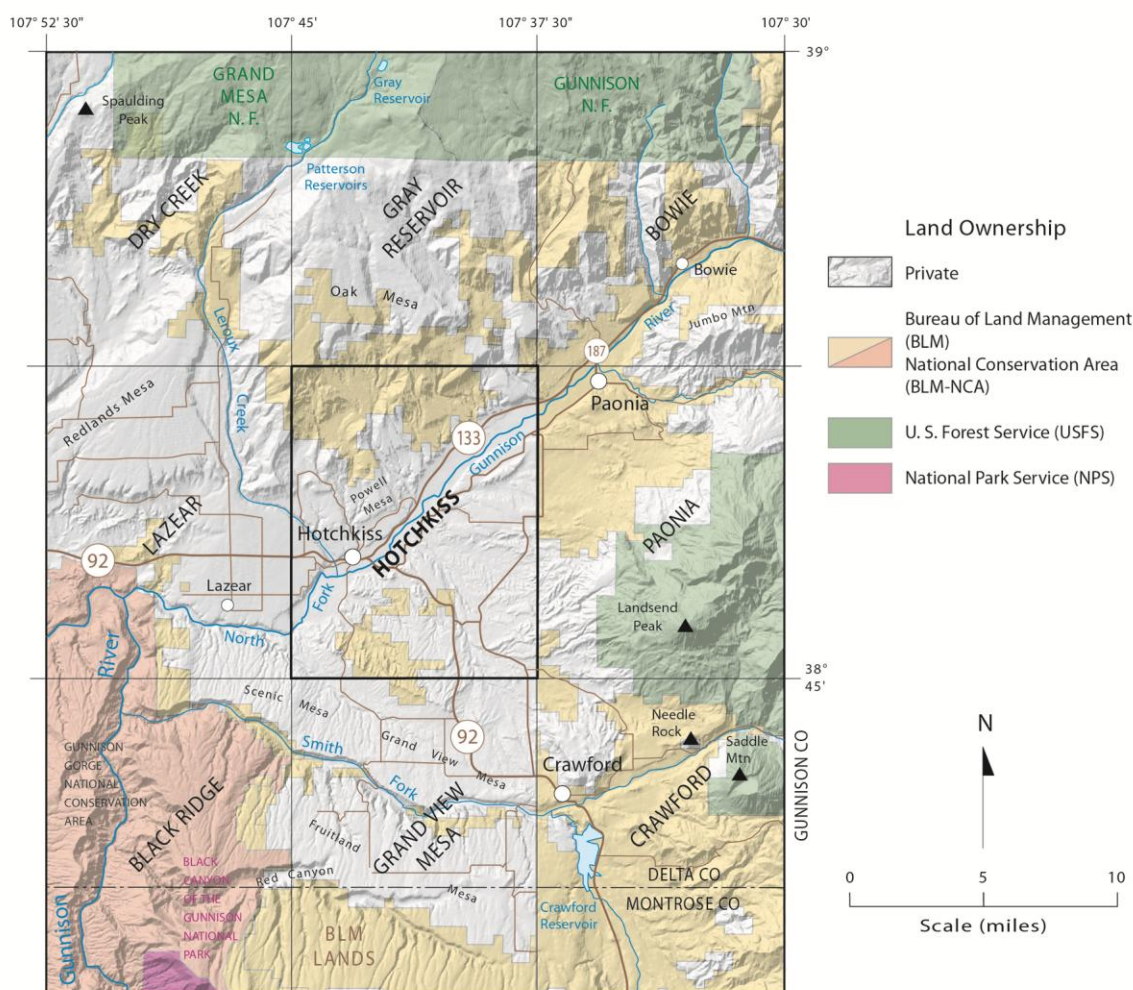 107° 52' 30"
107° 45'
107° 37' 30"
107° 30'
39°
GRAND
MESA
N. F.
Gray
Reservoir
GUNNISON
N. F.
Spaulding
Peak
Patterson
Reservoirs
DRY CREEK
GRAY
RESERVOIR
BOWIE
Bowie
Oak Mesa
River
Jumbo Mtn
Leroux
Creek
187
Redlands Mesa
Paonia
133
Gunnison
Powell
Mesa
Hotchkiss
HOTCHKISS
LAZEAR
PAONIA
92
Lazear
Fork
North
Landsend
Peak
River
38°
45'
Scenic Mesa
Needle
Rock
Saddle
Mtn
Smith
Fork
Grand View Mesa
92
Crawford
GUNNISON
GORGE
NATIONAL
CONSERVATION
AREA
BLACK RIDGE
GRAND VIEW
MESA
CRAWFORD
GUNNISON CO
Fruitland Mesa
Red Canyon
BLACK
CANYON
OF THE
GUNNISON
NATIONAL
PARK
DELTA CO
MONTROSE CO
Crawford
Reservoir
Gunnison
BLM
LANDS
Land Ownership
Private
Bureau of Land Management
(BLM)
National Conservation Area
(BLM-NCA)
U. S. Forest Service (USFS)
National Park Service (NPS)
N
0 5 10
Scale (miles)